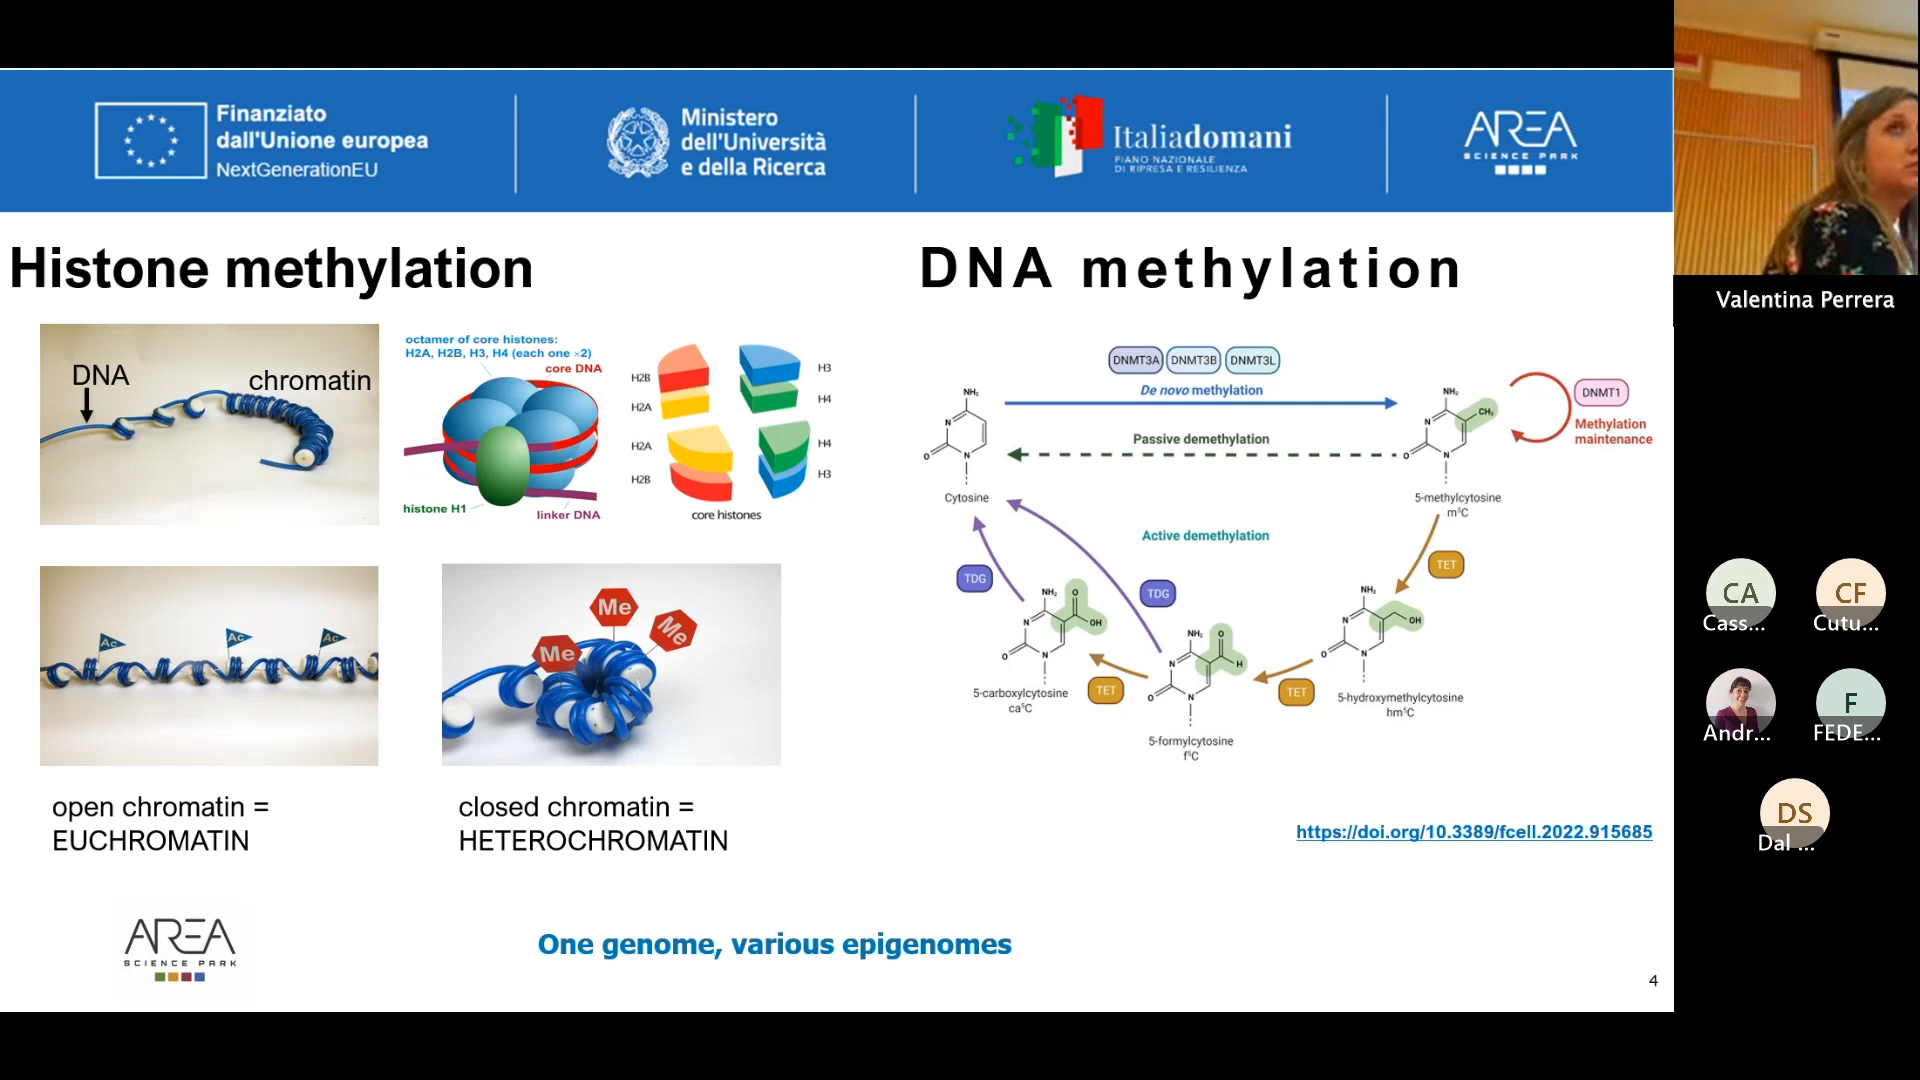 Finanziato
dall'Unione europea
NextGenerationEU
Ministero
dell'Università
e della Ricerca
Italiadomani
PIANO NAZIONALE
DI RIPRESA E RESILIENZA
AREA
SCIENCE PARK
Histone methylation
DNA
chromatin
octamer of core histones:
H2A, H2B, H3, H4 (each one ×2)
core DNA
histone H1
linker DNA
H2B
H2A
H2A
H2B
H3
H4
H4
H3
core histones
Ac
Ac
Ac
Me
Me
Me
open chromatin =
EUCHROMATIN
closed chromatin =
HETEROCHROMATIN
DNA methylation
DNMT3A
DNMT3B
DNMT3L
De novo methylation
Passive demethylation
DNMT1
Methylation
maintenance
NH₂
N
O
N
Cytosine
NH₂
CH₃
N
O
N
5-methylcytosine
m⁵C
Active demethylation
TET
TDG
TDG
NH₂
O
OH
N
O
N
5-carboxylcytosine
ca⁵C
TET
NH₂
O
H
N
O
N
5-formylcytosine
f⁵C
TET
NH₂
OH
N
O
N
5-hydroxymethylcytosine
hm⁵C
https://doi.org/10.3389/fcell.2022.915685
AREA
SCIENCE PARK
One genome, various epigenomes
4
Valentina Perrera
CA
Cass...
CF
Cutu...
Andr...
F
FEDE...
DS
Dal ...